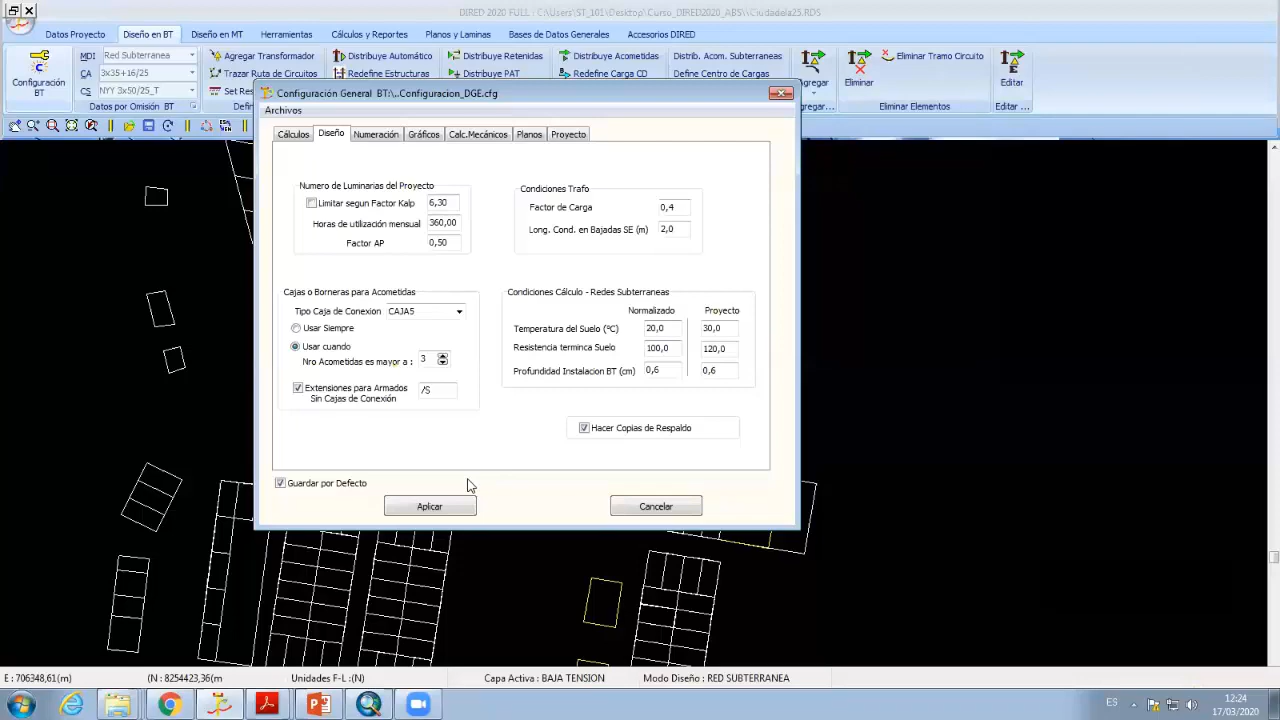 DIRED 2020 FULL : C:\Users\ST_101\Desktop\Curso_DIRED2020_ABS\\Ciudadela25.RDS
Datos Proyecto Diseño en BT Diseño en MT Herramientas Cálculos y Reportes Planos y Laminas Bases de Datos Generales Accesorios DIRED
MDI Red Subterranea Agregar Transformador Distribuye Automático Distribuye Retenidas Distribuye Acometidas Distrib. Acom. Subterraneas Eliminar Tramo Circuito
CA 3x35+16/25 Trazar Ruta de Circuitos Redefine Estructuras Distribuye PAT Redefine Carga CD Define Centro de Cargas
Configuración BT CS NYY 3x50/25_T Set Res Agregar Eliminar Editar
Datos por Omisión BT Defin Agregar... Eliminar Elementos Editar ...
Configuración General BT:\..Configuracion_DGE.cfg
Archivos
Cálculos Diseño Numeración Gráficos Calc.Mecánicos Planos Proyecto
Numero de Luminarias del Proyecto
Limitar segun Factor Kalp 6,30
Horas de utilización mensual 360,00
Factor AP 0,50
Condiciones Trafo
Factor de Carga 0,4
Long. Cond. en Bajadas SE (m) 2,0
Cajas o Borneras para Acometidas
Tipo Caja de Conexion CAJA5
Usar Siempre
Usar cuando
Nro Acometidas es mayor a : 3
Extensiones para Armados
Sin Cajas de Conexión /S
Condiciones Cálculo - Redes Subterraneas
Normalizado Proyecto
Temperatura del Suelo (°C) 20,0 30,0
Resistencia terminca Suelo 100,0 120,0
Profundidad Instalacion BT (cm) 0,6 0,6
Hacer Copias de Respaldo
Guardar por Defecto
Aplicar Cancelar
E : 706348,61(m) (N : 8254423,36(m Unidades F-L :(N) Capa Activa : BAJA TENSION Modo Diseño : RED SUBTERRANEA
ES 12:24
17/03/2020